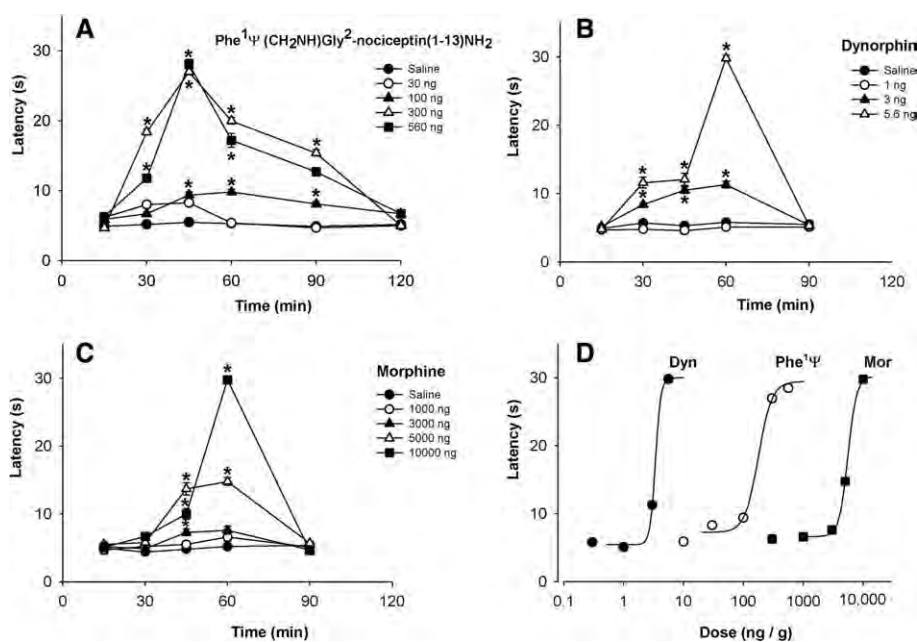 A
Phe¹Ψ (CH₂NH)Gly²-nociceptin(1-13)NH₂
Saline
30 ng
100 ng
300 ng
560 ng
Latency (s)
30
20
10
0
0 30 60 90 120
Time (min)
B
Dynorphin
Saline
1 ng
3 ng
5.6 ng
Latency (s)
30
20
10
0
0 30 60 90 120
Time (min)
C
Morphine
Saline
1000 ng
3000 ng
5000 ng
10000 ng
Latency (s)
30
20
10
0
0 30 60 90 120
Time (min)
D
Dyn Phe¹Ψ Mor
Latency (s)
30
20
10
0
0.1 1 10 100 1000 10,000
Dose (ng / g)